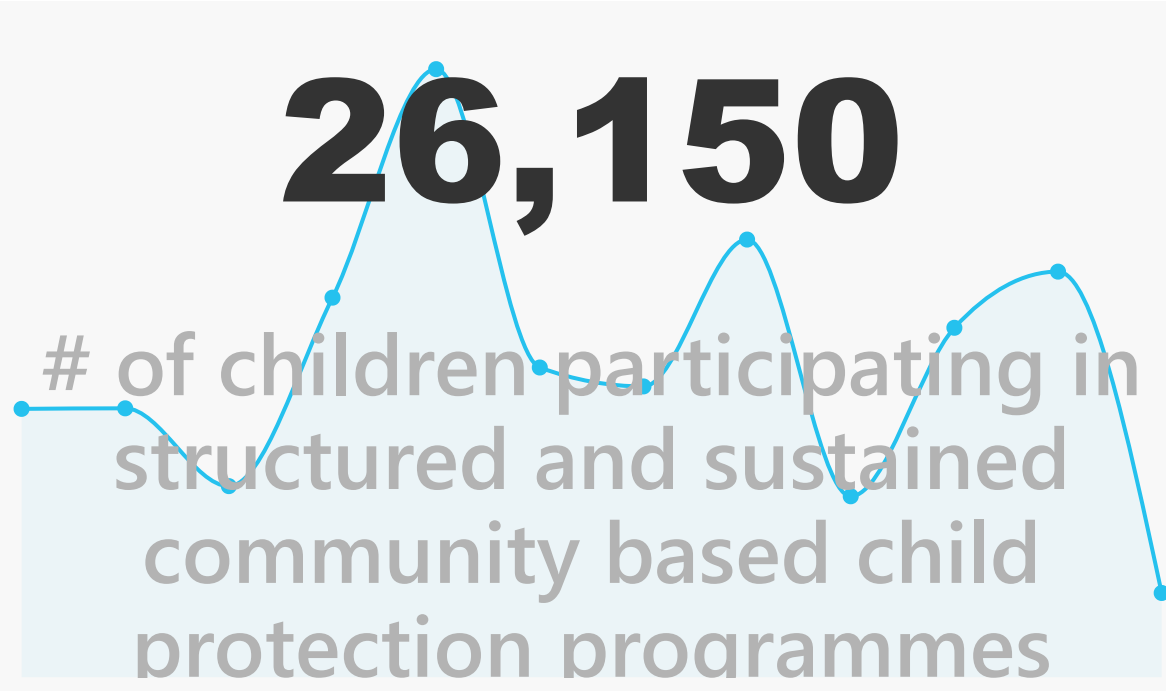 26,150
# of children participating in
structured and sustained
community based child
protection programmes